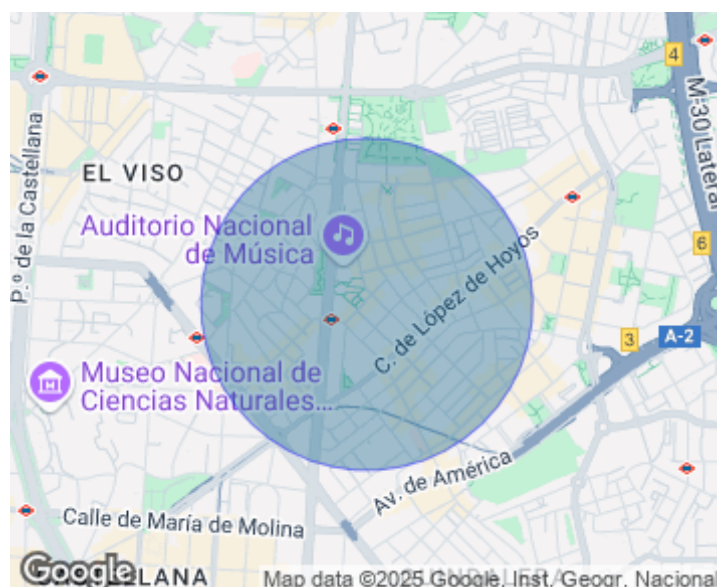 4
M-30 Lateral
EL VISO
P.º de la Castellana
Auditorio Nacional
de Música
C. de López de Hoyos
6
3
A-2
Museo Nacional de
Ciencias Naturales...
Av. de América
Calle de María de Molina
Google
Map data ©2025 Google, Inst. Geogr. Nacional